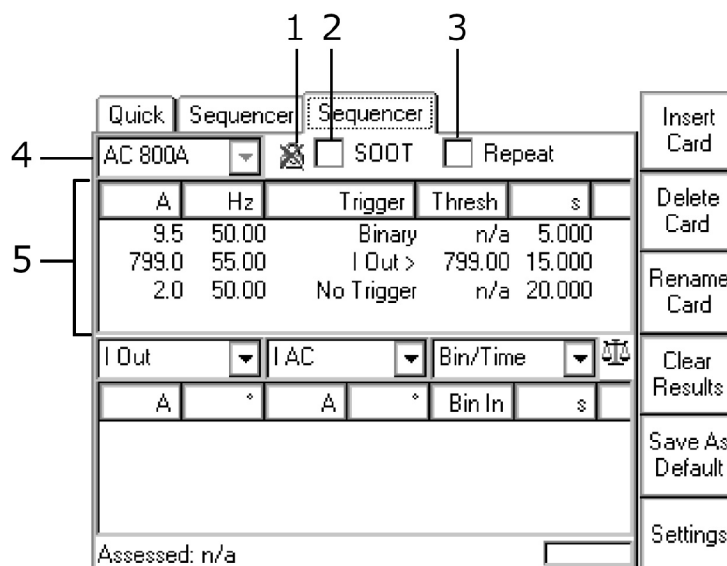 1 2 3
Quick Sequencer Sequencer
4 AC 800A SOOT Repeat
5
A Hz Trigger Thresh s
9.5 50.00 Binary n/a 5.000
799.0 55.00 I Out > 799.00 15.000
2.0 50.00 No Trigger n/a 20.000
I Out I AC Bin/Time
A ° A ° Bin In s
Assessed: n/a
Insert
Card
Delete
Card
Rename
Card
Clear
Results
Save As
Default
Settings